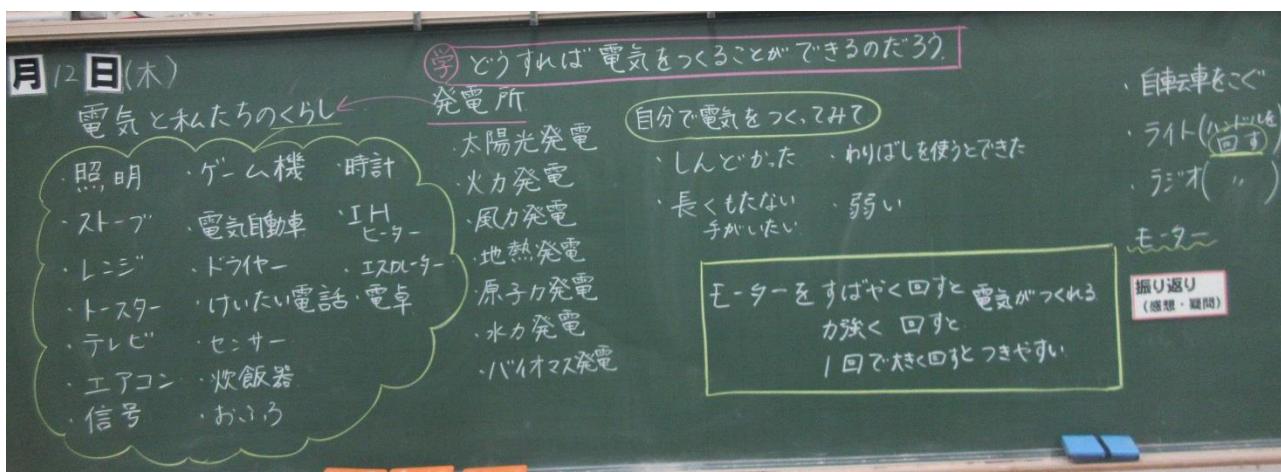 月12日(木)
学 どうすれば電気をつくることができるのだろう
電気と私たちのくらし
・照明 ・ゲーム機 ・時計
・ストーブ ・電気自動車 ・IHヒーター
・レンジ ・ドライヤー ・エスカレーター
・トースター ・けいたい電話 ・電卓
・テレビ ・センサー
・エアコン ・炊飯器
・信号 ・おふろ
発電所
・太陽光発電
・火力発電
・風力発電
・地熱発電
・原子力発電
・水力発電
・バイオマス発電
自分で電気をつくってみて
・しんどかった ・わりばしを使うとできた
・長くもたない ・弱い
手がいたい
モーターをすばやく回すと 電気がつくれる
力強く 回すと
1回で大きく回すとつきやすい
・自転車をこぐ
・ライト(ハンドルを回す)
・ラジオ( 〃 )
モーター
振り返り
(感想・疑問)